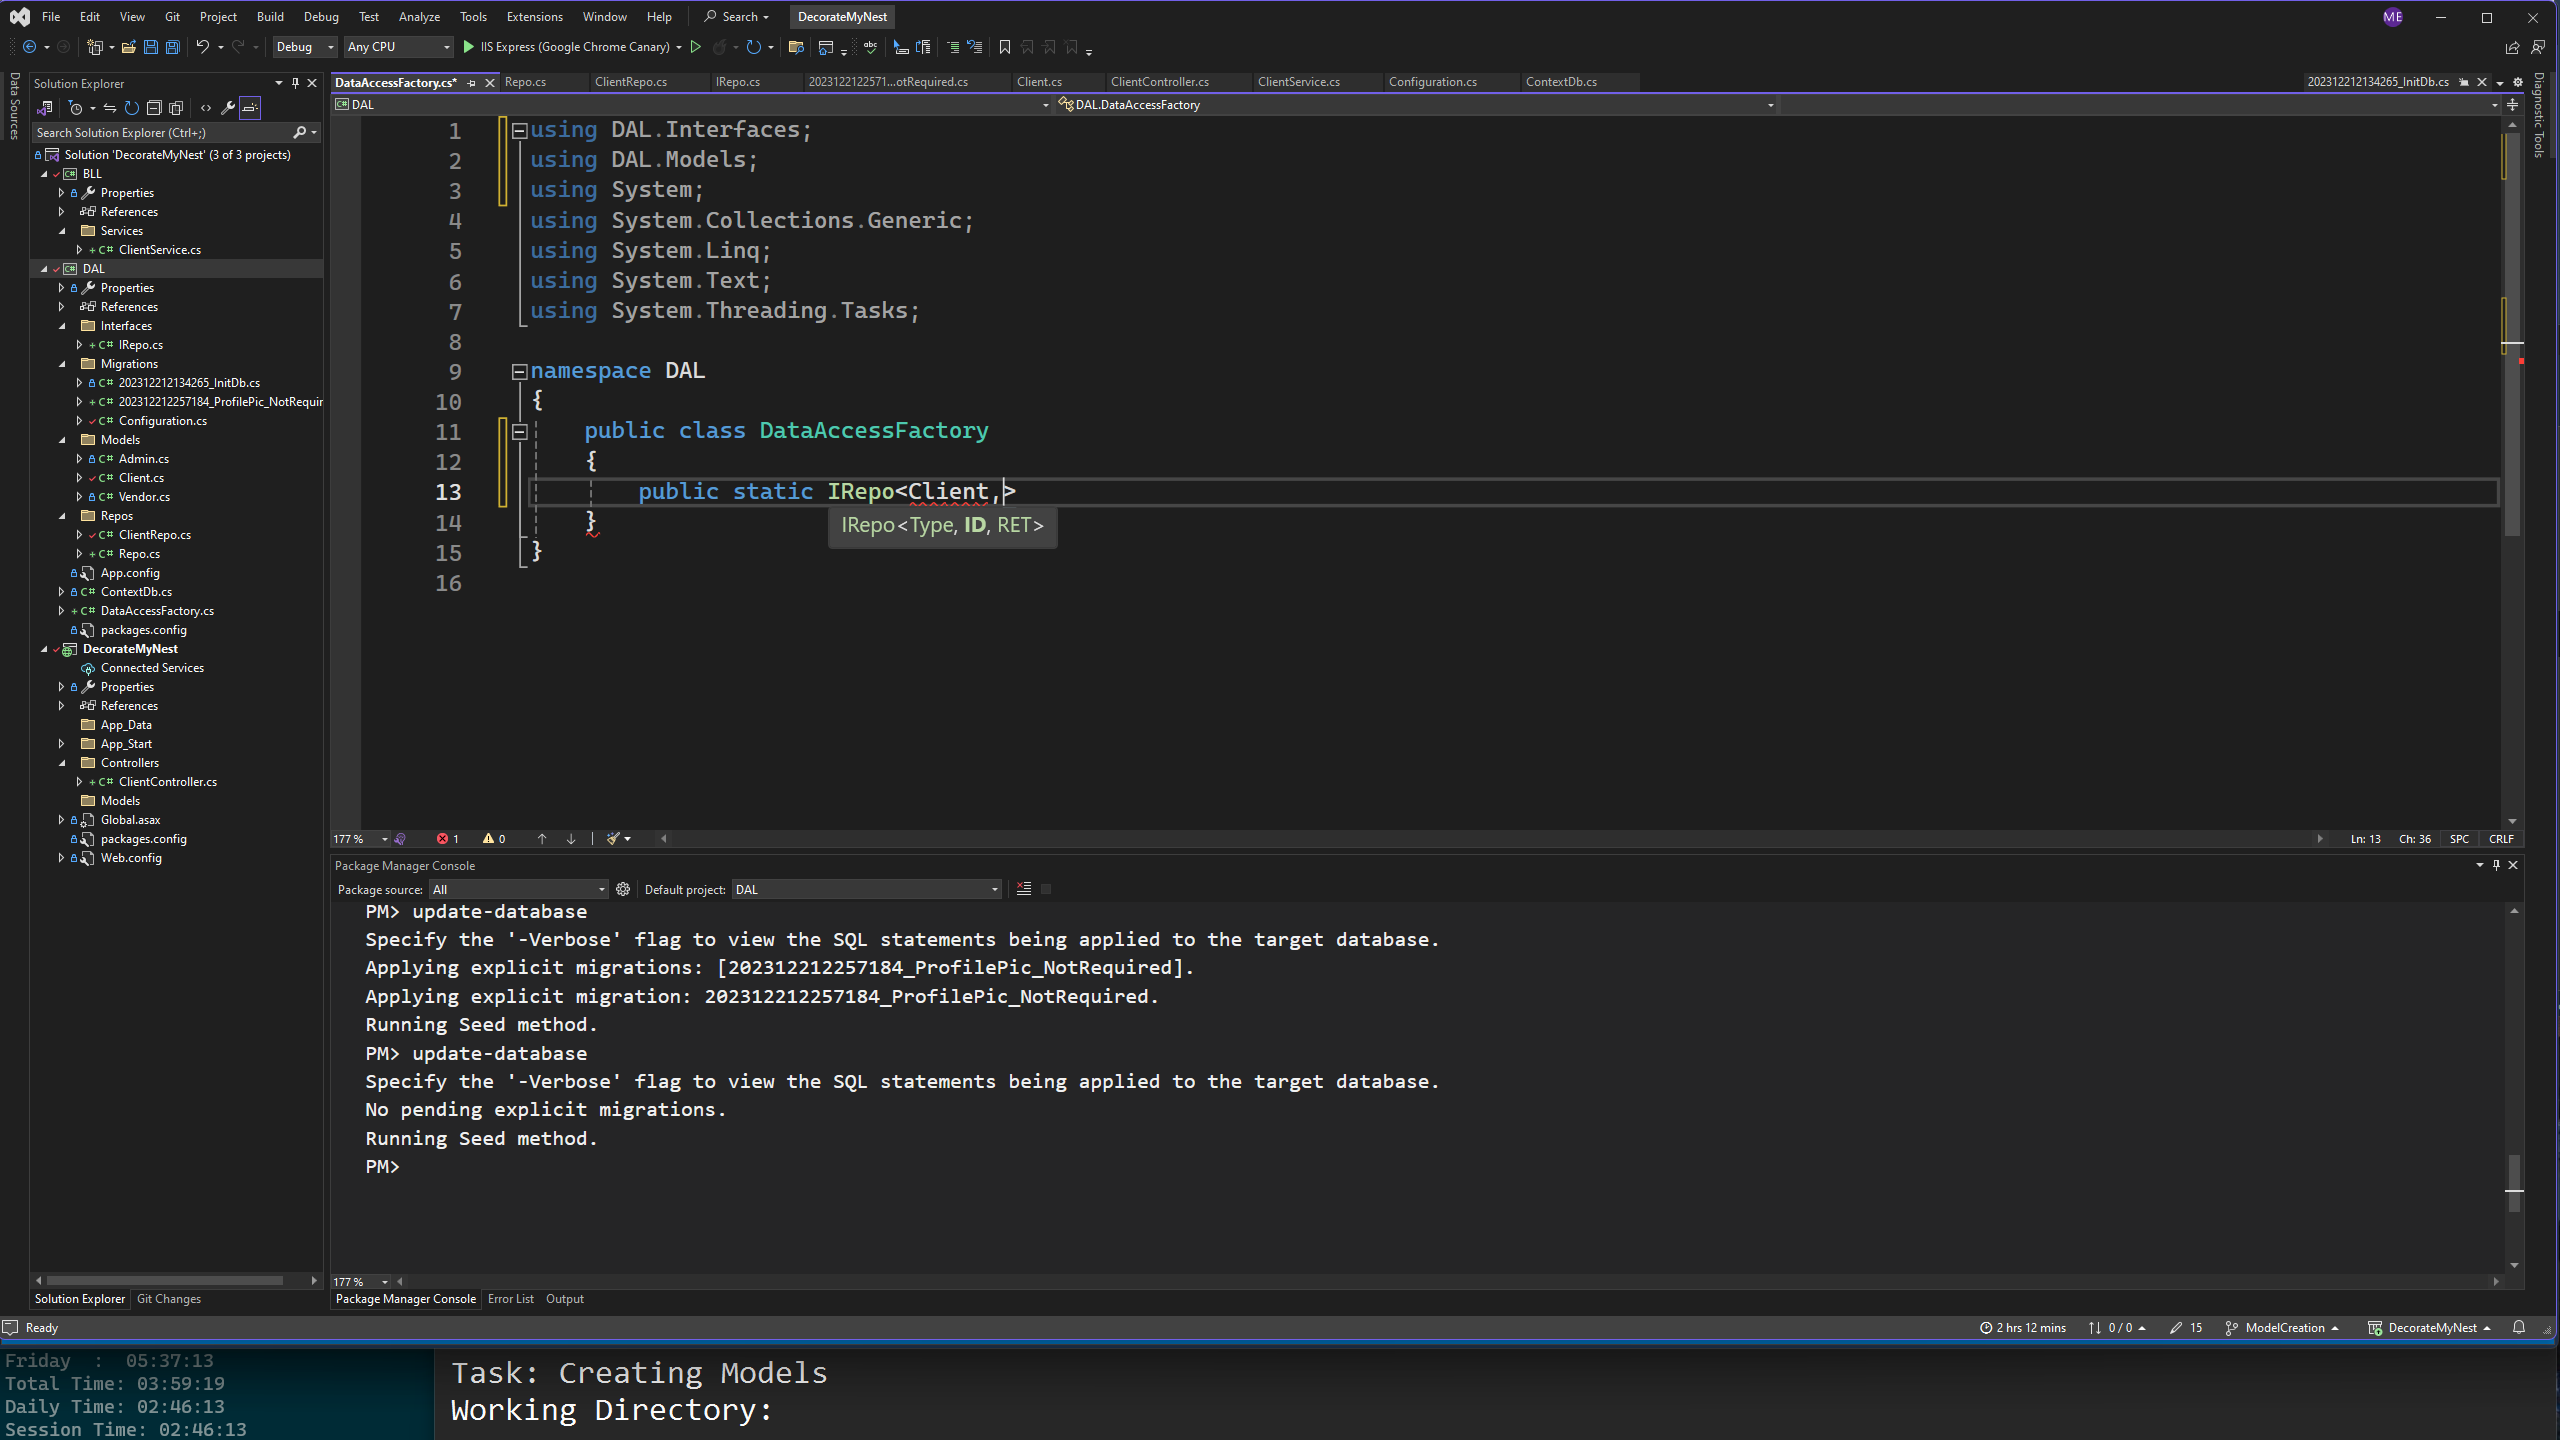 File Edit View Git Project Build Debug Test Analyze Tools Extensions Window Help Search DecorateMyNest ME
Debug Any CPU IIS Express (Google Chrome Canary)
Data Sources
Solution Explorer
Search Solution Explorer (Ctrl+;)
Solution 'DecorateMyNest' (3 of 3 projects)
BLL
Properties
References
Services
C# ClientService.cs
DAL
Properties
References
Interfaces
C# IRepo.cs
Migrations
C# 202312212134265_InitDb.cs
C# 202312212257184_ProfilePic_NotRequir
C# Configuration.cs
Models
C# Admin.cs
C# Client.cs
C# Vendor.cs
Repos
C# ClientRepo.cs
C# Repo.cs
App.config
C# ContextDb.cs
C# DataAccessFactory.cs
packages.config
DecorateMyNest
Connected Services
Properties
References
App_Data
App_Start
Controllers
C# ClientController.cs
Models
Global.asax
packages.config
Web.config
Solution Explorer Git Changes
DataAccessFactory.cs* Repo.cs ClientRepo.cs IRepo.cs 2023122122571...otRequired.cs Client.cs ClientController.cs ClientService.cs Configuration.cs ContextDb.cs 202312212134265_InitDb.cs
DAL DAL.DataAccessFactory
1 using DAL.Interfaces;
2 using DAL.Models;
3 using System;
4 using System.Collections.Generic;
5 using System.Linq;
6 using System.Text;
7 using System.Threading.Tasks;
8
9 namespace DAL
10 {
11 public class DataAccessFactory
12 {
13 public static IRepo<Client,>
IRepo<Type, ID, RET>
14 }
15 }
16
177 % 1 0 Ln: 13 Ch: 36 SPC CRLF
Diagnostic Tools
Package Manager Console
Package source: All Default project: DAL
PM> update-database
Specify the '-Verbose' flag to view the SQL statements being applied to the target database.
Applying explicit migrations: [202312212257184_ProfilePic_NotRequired].
Applying explicit migration: 202312212257184_ProfilePic_NotRequired.
Running Seed method.
PM> update-database
Specify the '-Verbose' flag to view the SQL statements being applied to the target database.
No pending explicit migrations.
Running Seed method.
PM>
177 %
Package Manager Console Error List Output
Ready 2 hrs 12 mins 0 / 0 15 ModelCreation DecorateMyNest
Friday : 05:37:13
Total Time: 03:59:19
Daily Time: 02:46:13
Session Time: 02:46:13
Task: Creating Models
Working Directory: